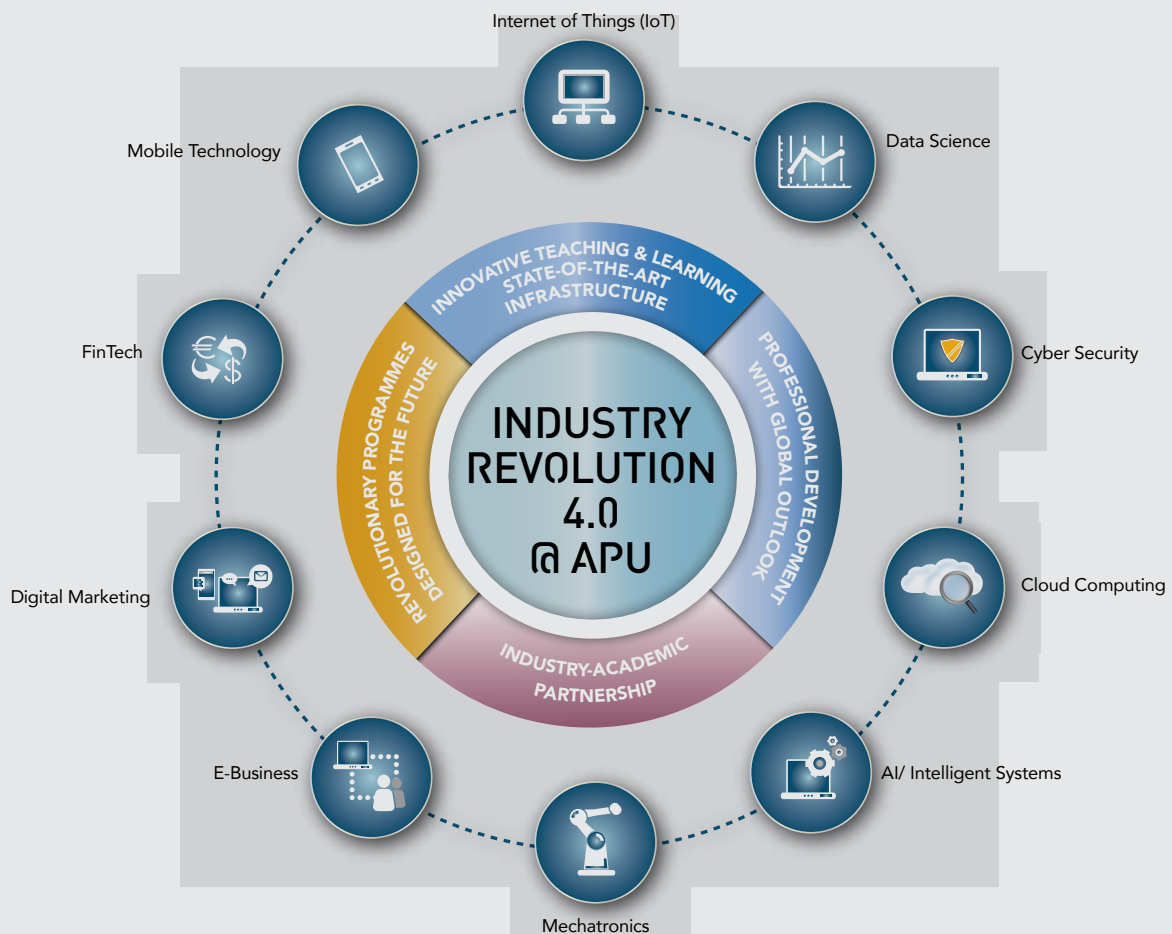 Internet of Things (IoT)
Data Science
Mobile Technology
INNOVATIVE TEACHING & LEARNING
STATE-OF-THE-ART
INFRASTRUCTURE
PROFESSIONAL DEVELOPMENT
WITH GLOBAL OUTLOOK
REVOLUTIONARY PROGRAMMES
DESIGNED FOR THE FUTURE
FinTech
€
$
Cyber Security
INDUSTRY
REVOLUTION
4.0
@ APU
Digital Marketing
Cloud Computing
INDUSTRY-ACADEMIC
PARTNERSHIP
E-Business
AI/ Intelligent Systems
Mechatronics